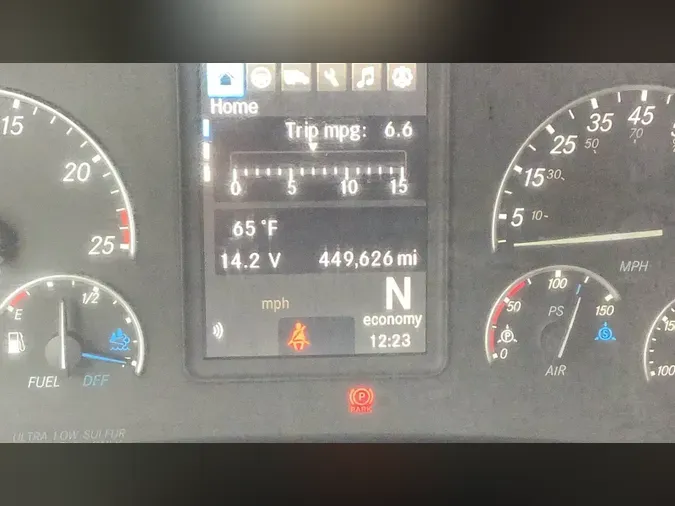 Home
Trip mpg: 6.6
0 5 10 15
65 °F
14.2 V 449,626 mi
mph N
economy
12:23
15
20
25
E 1/2
FUEL DEF
ULTRA LOW SULFUR
P
PARK
5 10
15 30
25 50
35 70
45
MPH
0 50 100 150
PS
P
S
AIR
100